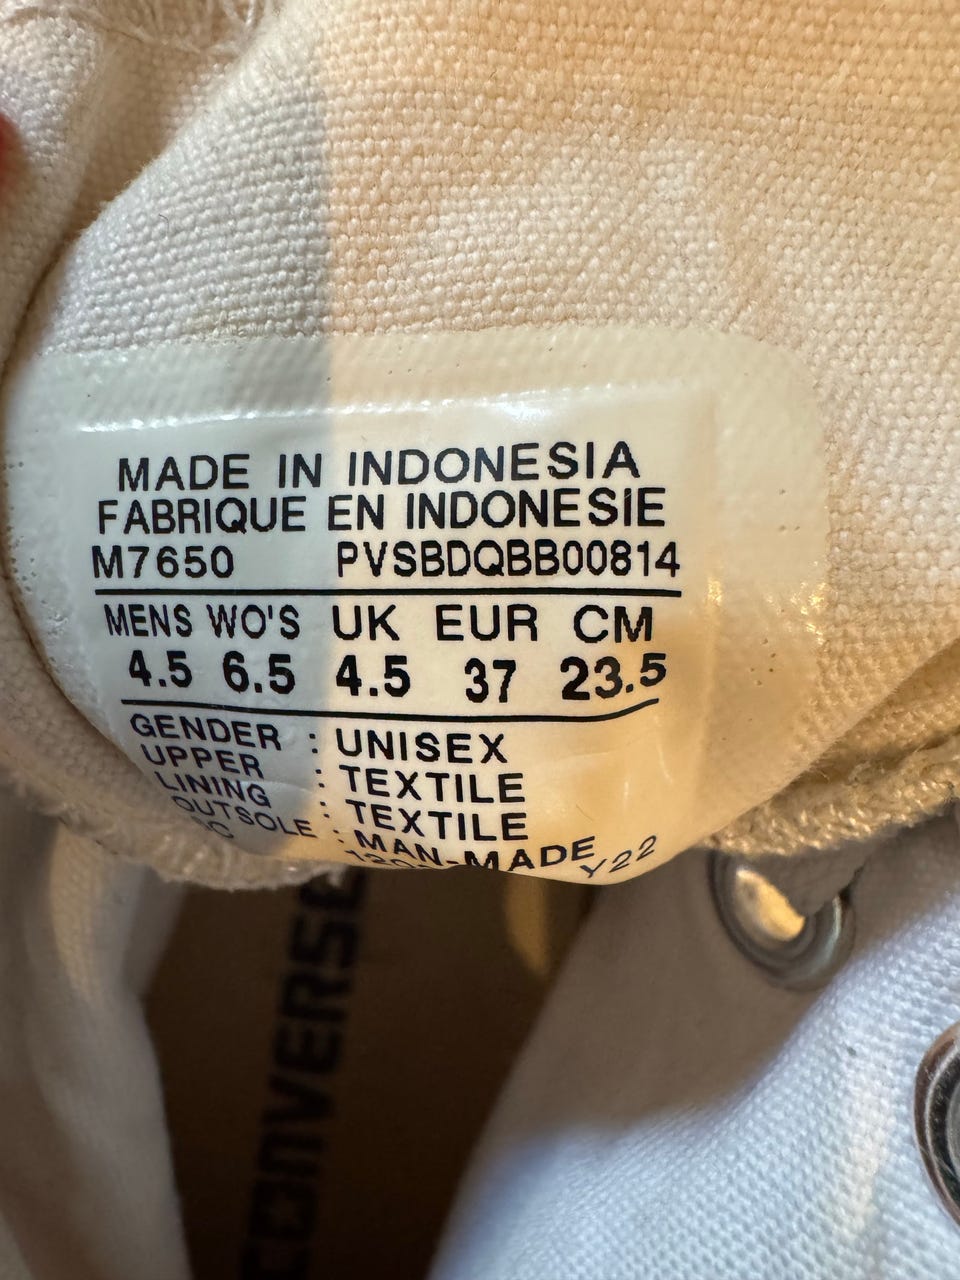 MADE IN INDONESIA
FABRIQUE EN INDONESIE
M7650 PVSBDQBB00814
MENS WO'S UK EUR CM
4.5 6.5 4.5 37 23.5
GENDER : UNISEX
UPPER : TEXTILE
LINING : TEXTILE
OUTSOLE : MAN-MADE
Y22
CONVERSE